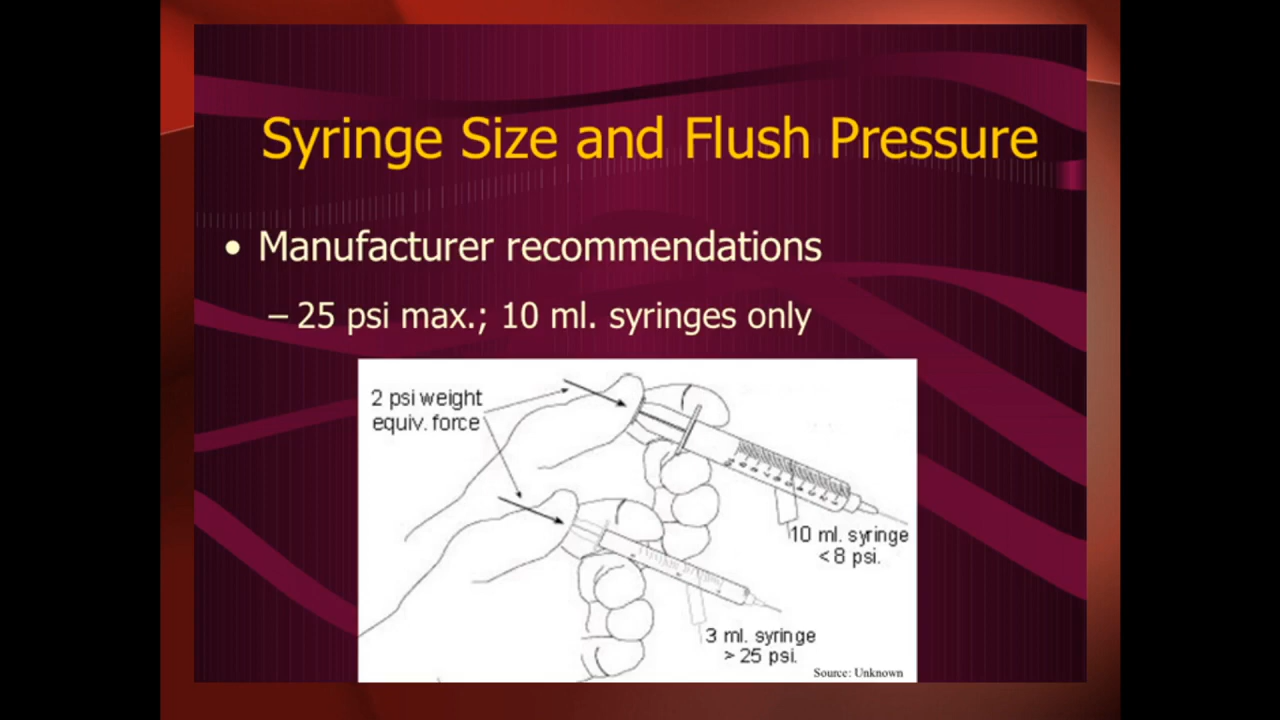 Syringe Size and Flush Pressure
• Manufacturer recommendations
– 25 psi max.; 10 ml. syringes only
2 psi weight
equiv. force
10 ml. syringe
< 8 psi.
3 ml. syringe
> 25 psi.
Source: Unknown